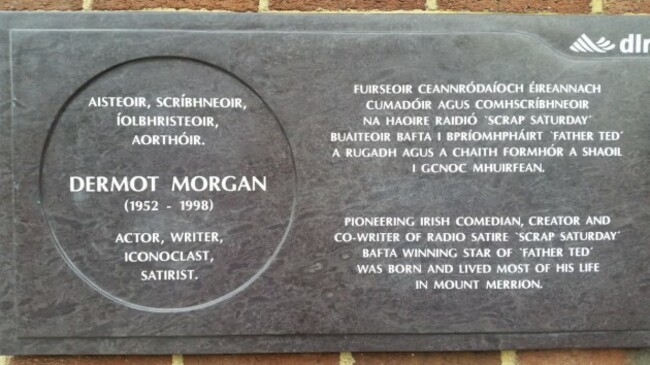 AISTEOIR, SCRÍBHNEOIR,
ÍOLBHRISTEOIR,
AORTHÓIR.
DERMOT MORGAN
(1952 - 1998)
ACTOR, WRITER,
ICONOCLAST,
SATIRIST.
dlr
FUIRSEOIR CEANNRÓDAÍOCH ÉIREANNACH
CUMADÓIR AGUS COMHSCRÍBHNEOIR
NA HAOIRE RAIDIÓ 'SCRAP SATURDAY'
BUAITEOIR BAFTA I BPRÍOMHPHÁIRT 'FATHER TED'
A RUGADH AGUS A CHAITH FORMHÓR A SHAOIL
I GCNOC MHUIRFEAN.
PIONEERING IRISH COMEDIAN, CREATOR AND
CO-WRITER OF RADIO SATIRE 'SCRAP SATURDAY'
BAFTA WINNING STAR OF 'FATHER TED'
WAS BORN AND LIVED MOST OF HIS LIFE
IN MOUNT MERRION.